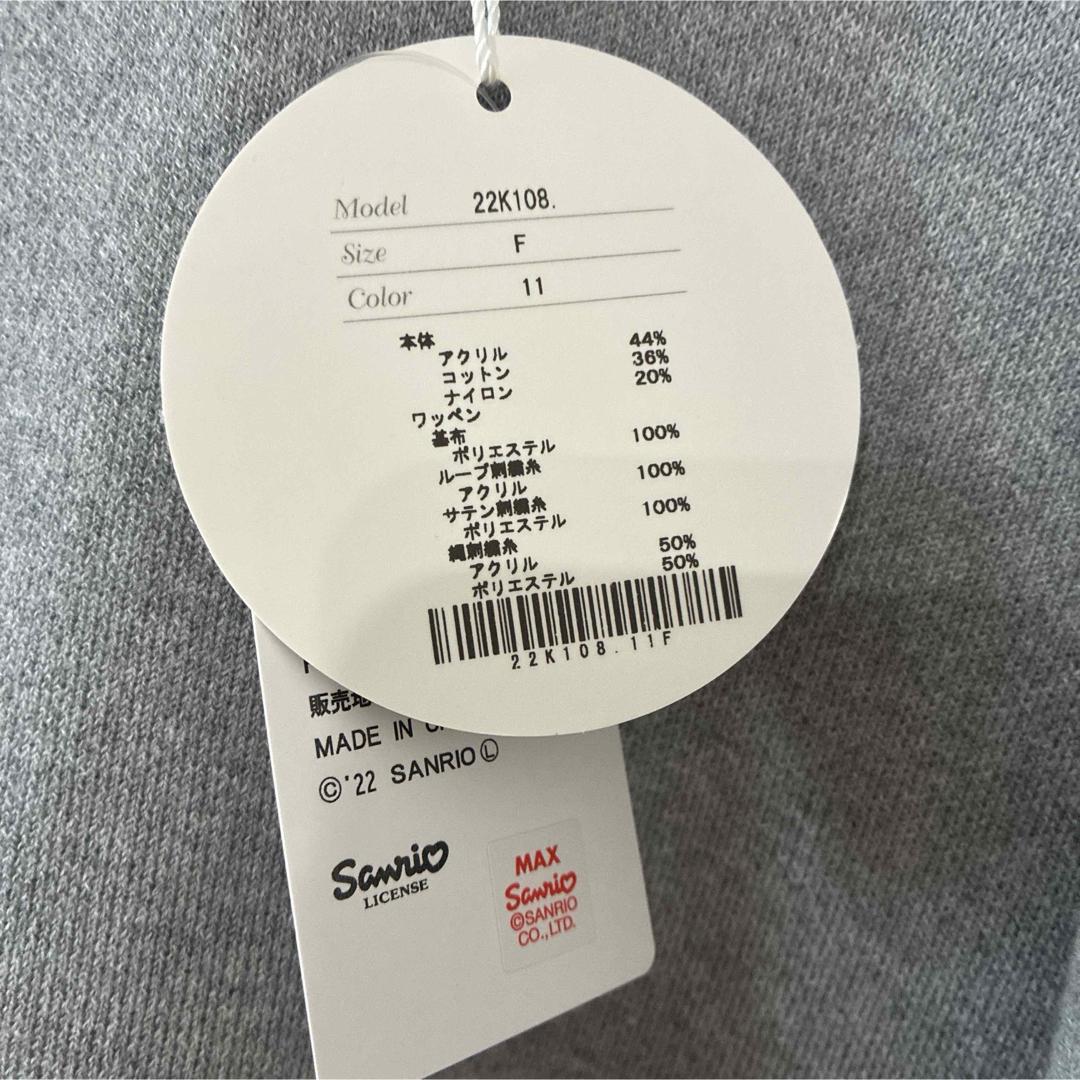 Model 22K108.
Size F
Color 11
本体
アクリル 44%
コットン 36%
ナイロン 20%
ワッペン
基布
ポリエステル 100%
ループ刺繍糸
アクリル 100%
サテン刺繍糸
ポリエステル 100%
縄刺繍糸
アクリル 50%
ポリエステル 50%
22K108.11F
販売
MADE IN
©'22 SANRIO Ⓛ
Sanrio
LICENSE
MAX
Sanrio
©SANRIO
CO.,LTD.